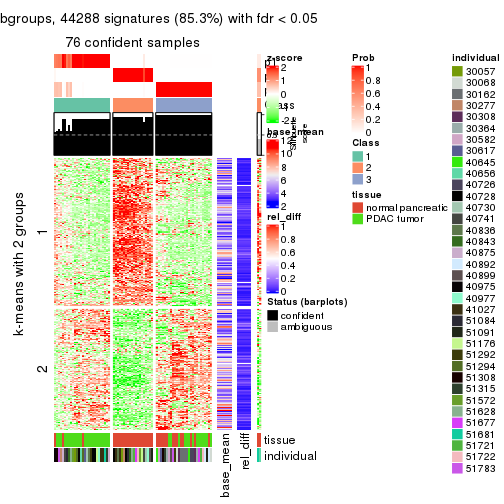 bgroups, 44288 signatures (85.3%) with fdr < 0.05
76 confident samples
k-means with 2 groups
1
2
base_mean
rel_diff
tissue
individual
z-score
2
0
-2
base_mean
12
10
8
6
4
2
rel_diff
1
0.8
0.6
0.4
0.2
0
Status (barplots)
confident
ambiguous
Silhouette
score
Prob
1
0.8
0.6
0.4
0.2
0
Class
1
2
3
tissue
normal pancreatic
PDAC tumor
individual
30057
30068
30162
30277
30308
30364
30582
30617
40645
40656
40726
40728
40730
40741
40836
40843
40875
40892
40899
40975
40977
41027
51084
51091
51176
51292
51294
51308
51315
51572
51628
51677
51681
51721
51722
51783